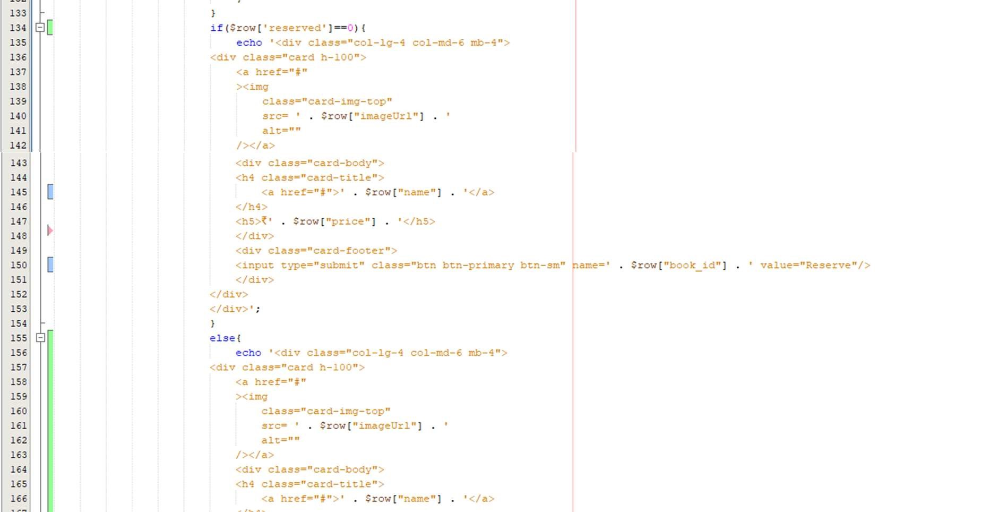 133 }
134 if($row['reserved']==0){
135 echo '<div class="col-lg-4 col-md-6 mb-4">
136 <div class="card h-100">
137 <a href="#"
138 ><img
139 class="card-img-top"
140 src= ' . $row["imageUrl"] . '
141 alt=""
142 /></a>
143 <div class="card-body">
144 <h4 class="card-title">
145 <a href="#">' . $row["name"] . '</a>
146 </h4>
147 <h5>₹' . $row["price"] . '</h5>
148 </div>
149 <div class="card-footer">
150 <input type="submit" class="btn btn-primary btn-sm" name=' . $row["book_id"] . ' value="Reserve"/>
151 </div>
152 </div>
153 </div>';
154 }
155 else{
156 echo '<div class="col-lg-4 col-md-6 mb-4">
157 <div class="card h-100">
158 <a href="#"
159 ><img
160 class="card-img-top"
161 src= ' . $row["imageUrl"] . '
162 alt=""
163 /></a>
164 <div class="card-body">
165 <h4 class="card-title">
166 <a href="#">' . $row["name"] . '</a>